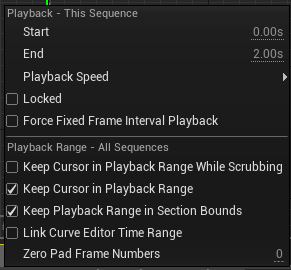 Playback - This Sequence
Start 0.00s
End 2.00s
Playback Speed
Locked
Force Fixed Frame Interval Playback
Playback Range - All Sequences
Keep Cursor in Playback Range While Scrubbing
Keep Cursor in Playback Range
Keep Playback Range in Section Bounds
Link Curve Editor Time Range
Zero Pad Frame Numbers 0